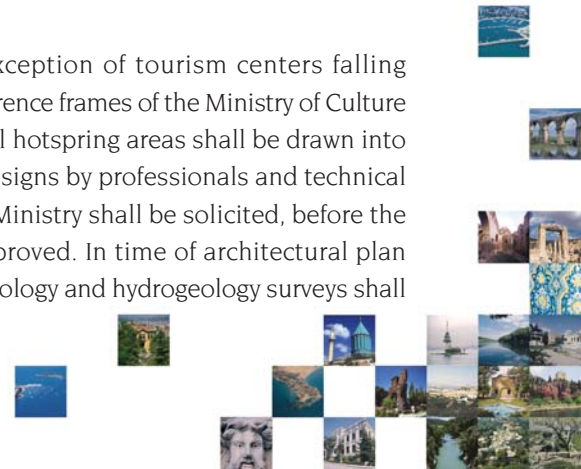 xception of tourism centers falling
rence frames of the Ministry of Culture
l hotspring areas shall be drawn into
signs by professionals and technical
Ministry shall be solicited, before the
proved. In time of architectural plan
ology and hydrogeology surveys shall